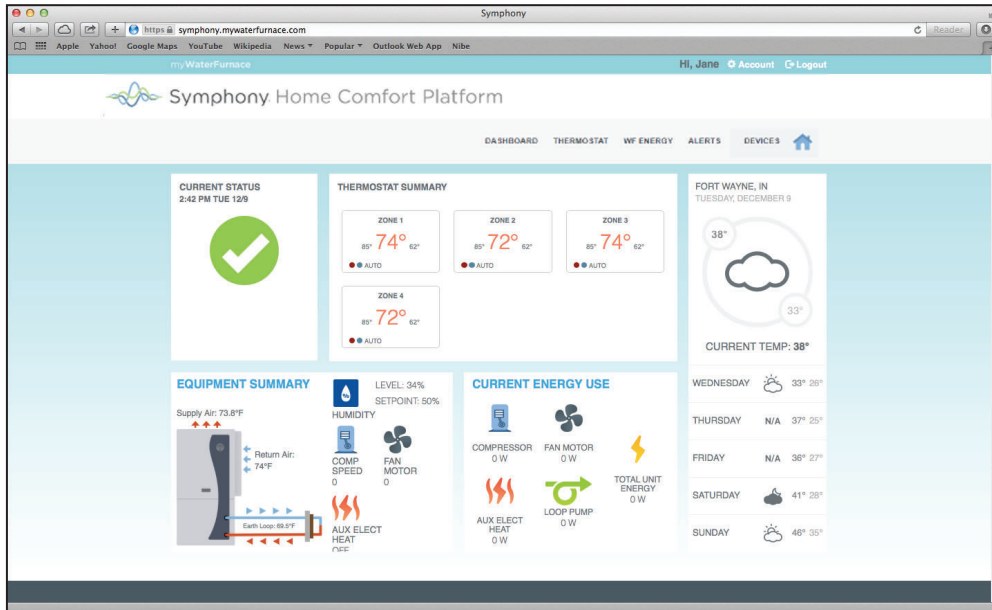 Symphony
https symphony.mywaterfurnace.com
Reader
Apple Yahoo! Google Maps YouTube Wikipedia News Popular Outlook Web App Nibe
myWaterFurnace
Hi, Jane Account Logout
Symphony Home Comfort Platform
DASHBOARD THERMOSTAT WF ENERGY ALERTS DEVICES
CURRENT STATUS
2:42 PM TUE 12/9
THERMOSTAT SUMMARY
ZONE 1
85° 74° 62°
AUTO
ZONE 2
85° 72° 62°
AUTO
ZONE 3
85° 74° 62°
AUTO
ZONE 4
85° 72° 62°
AUTO
FORT WAYNE, IN
TUESDAY, DECEMBER 9
38°
33°
CURRENT TEMP: 38°
WEDNESDAY 33° 28°
THURSDAY N/A 37° 25°
FRIDAY N/A 36° 27°
SATURDAY 41° 28°
SUNDAY 46° 35°
EQUIPMENT SUMMARY
Supply Air: 73.8°F
Return Air:
74°F
Earth Loop: 69.5°F
%
LEVEL: 34%
SETPOINT: 50%
HUMIDITY
COMP
SPEED
0
FAN
MOTOR
0
AUX ELECT
HEAT
OFF
CURRENT ENERGY USE
COMPRESSOR
0 W
FAN MOTOR
0 W
AUX ELECT
HEAT
0 W
LOOP PUMP
0 W
TOTAL UNIT
ENERGY
0 W